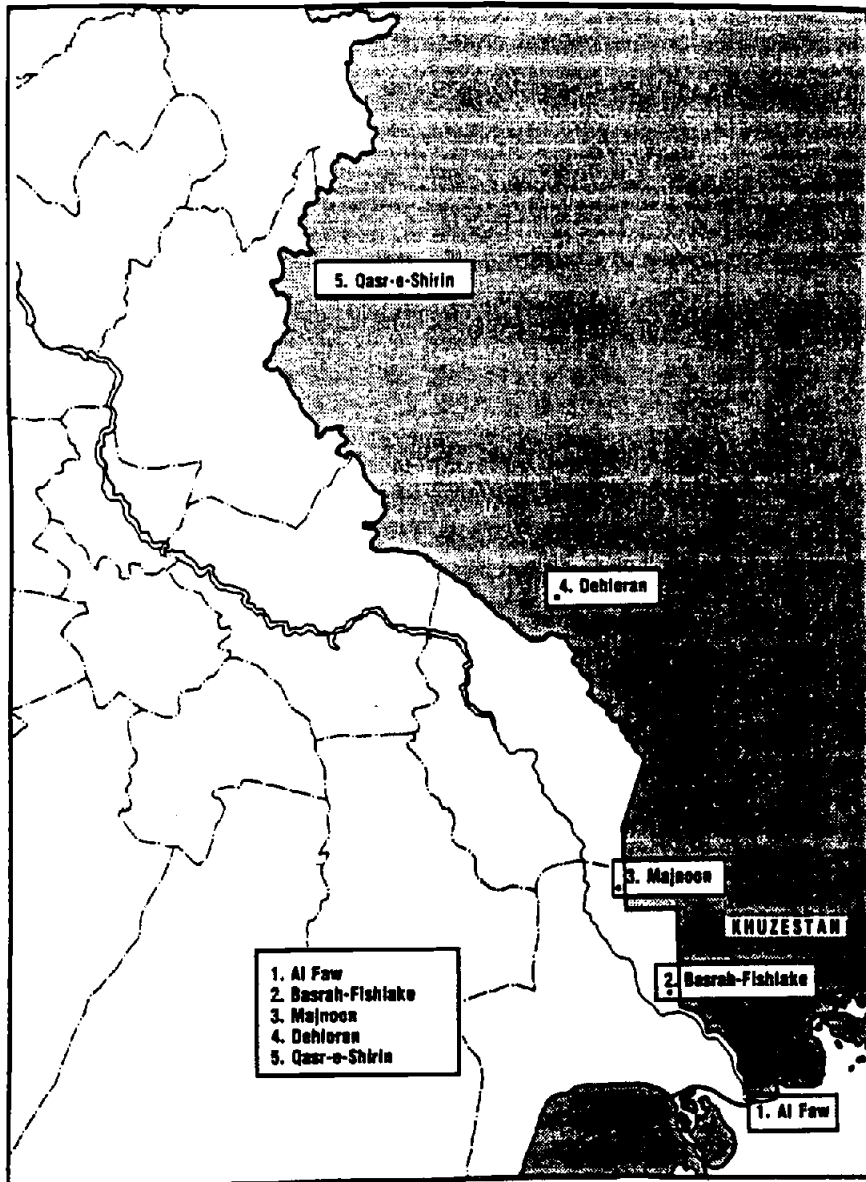 5. Qasr-e-Shirin
4. Dehloran
3. Majnoon
KHUZESTAN
2. Basrah-Fishlake
1. Al Faw
1. Al Faw
2. Basrah-Fishlake
3. Majnoon
4. Dehloran
5. Qasr-e-Shirin